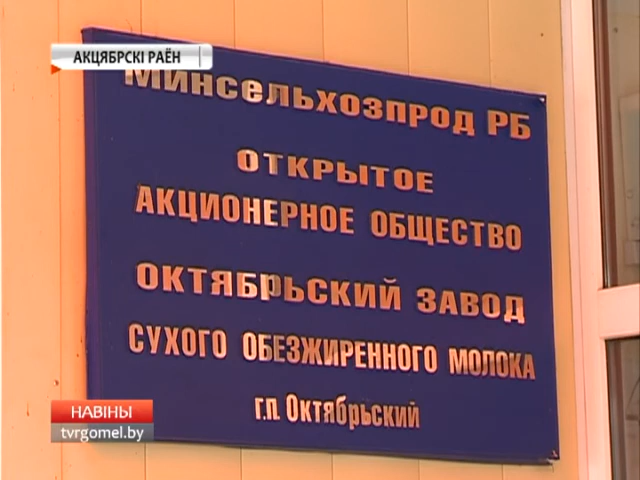 АКЦЯБРСКІ РАЁН
МИНСЕЛЬХОЗПРОД РБ
ОТКРЫТОЕ
АКЦИОНЕРНОЕ ОБЩЕСТВО
ОКТЯБРЬСКИЙ ЗАВОД
СУХОГО ОБЕЗЖИРЕННОГО МОЛОКА
г.п. Октябрьский
НАВІНЫ
tvrgomel.by